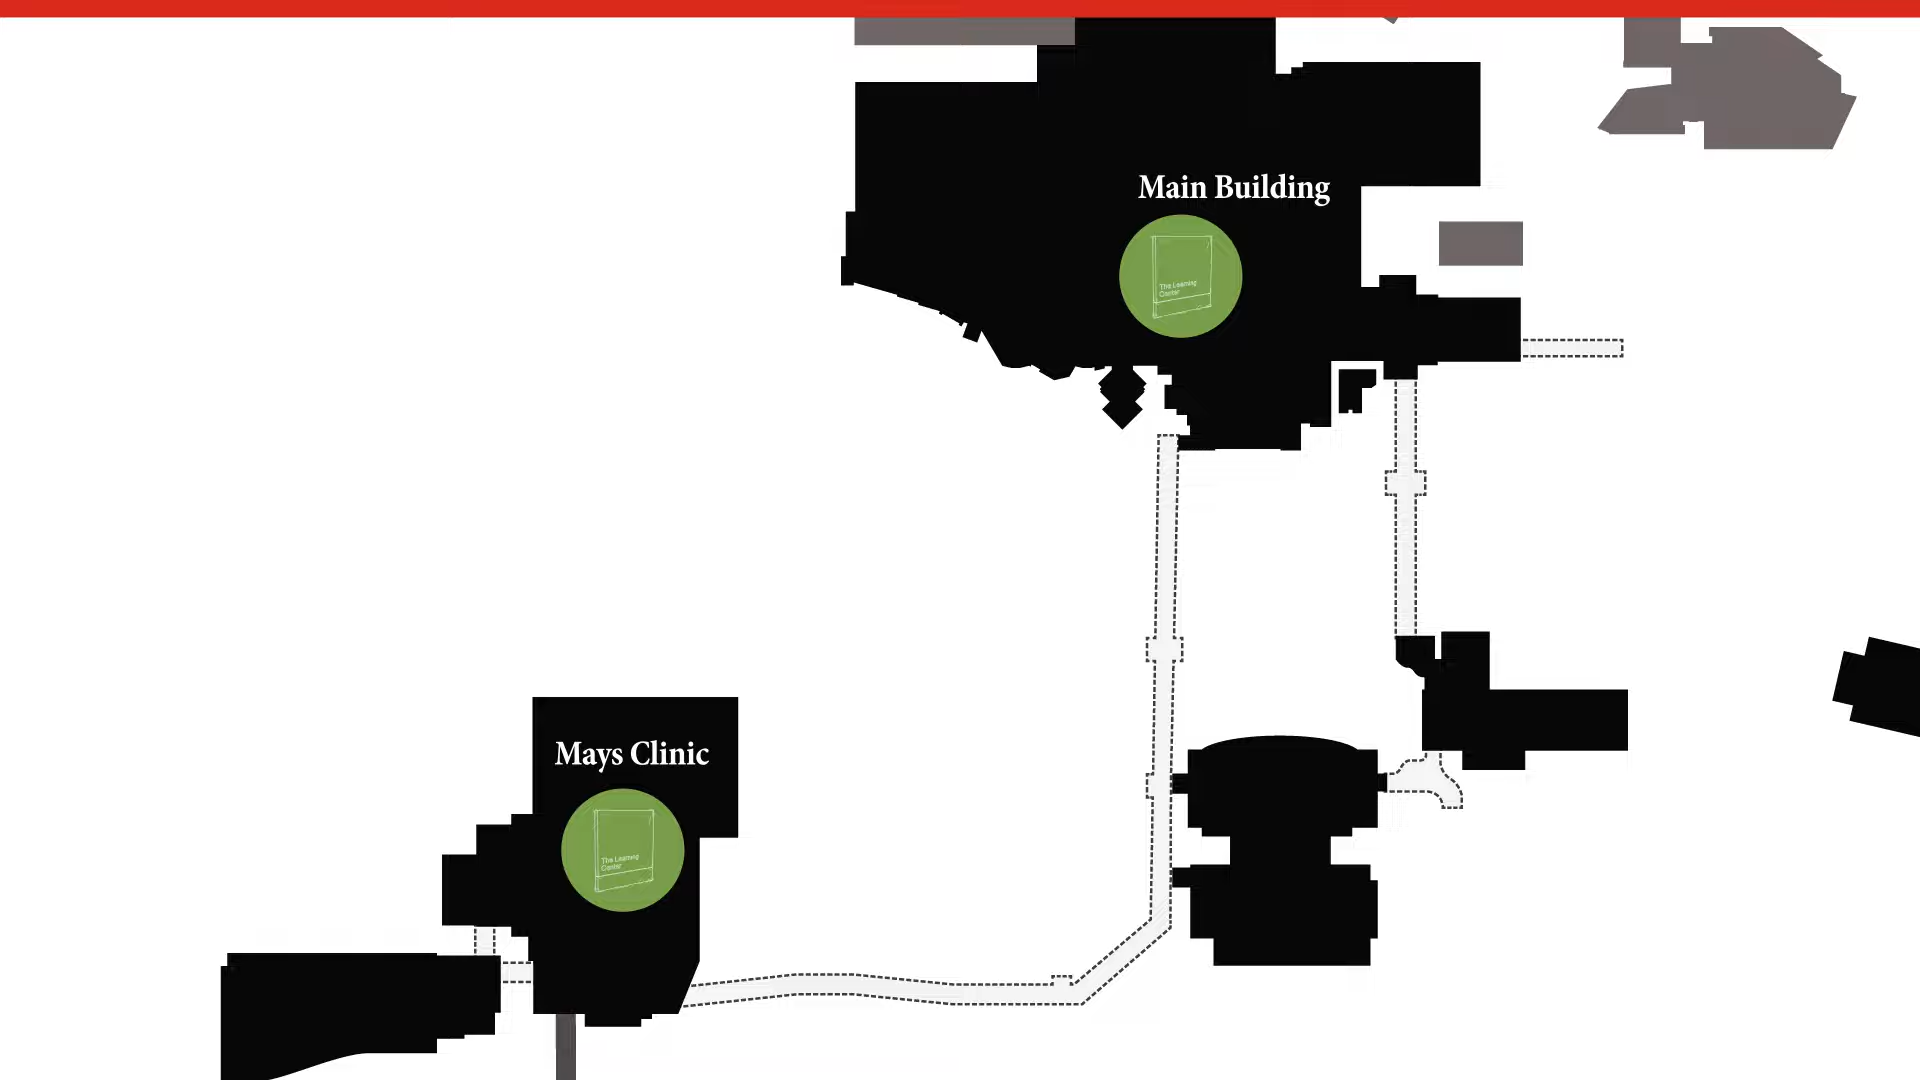 Main Building
The Learning
Center
Mays Clinic
The Learning
Center